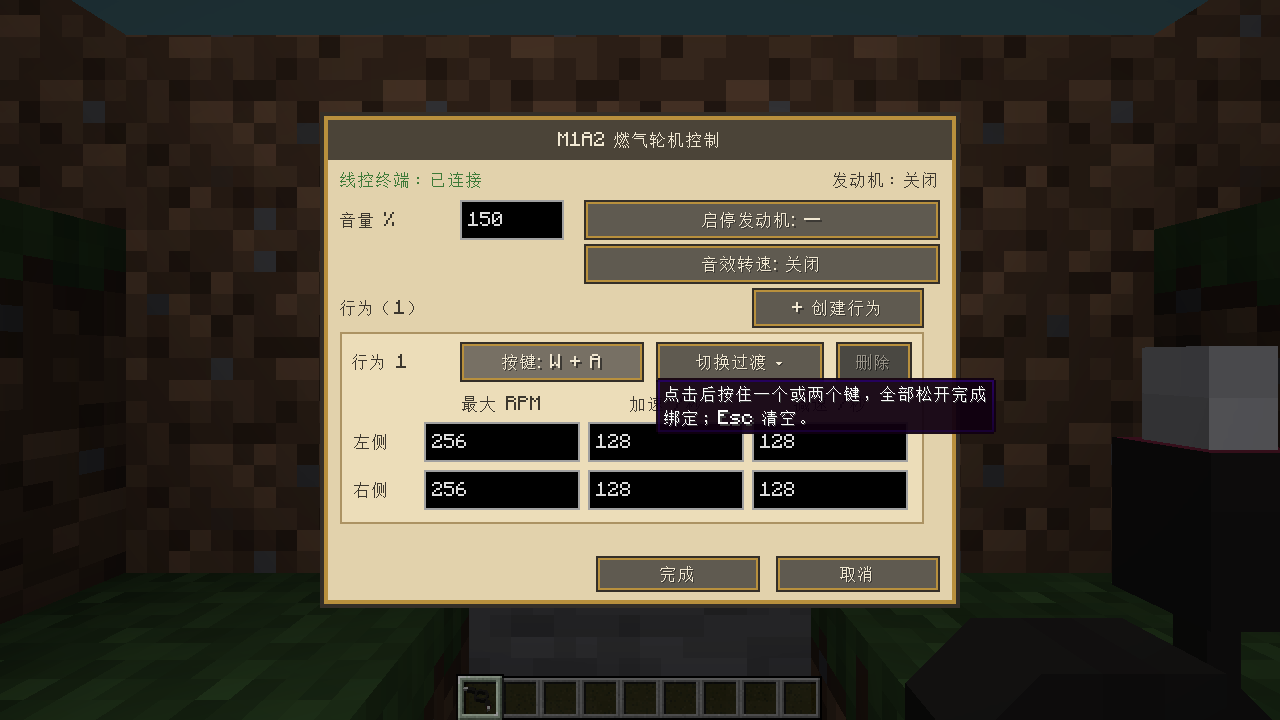 M1A2 燃气轮机控制
线控终端：已连接
发动机：关闭
音量 %
150
启停发动机: —
音效转速: 关闭
行为（1）
+ 创建行为
行为 1
按键: W + A
切换过渡
删除
点击后按住一个或两个键，全部松开完成
绑定；Esc 清空。
最大 RPM
左侧
256
128
128
右侧
256
128
128
完成
取消